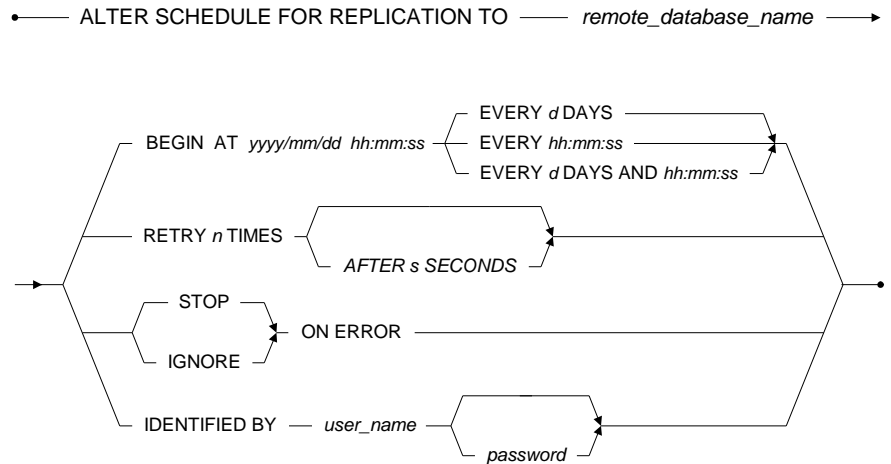 ALTER SCHEDULE FOR REPLICATION TO remote_database_name
BEGIN AT yyyy/mm/dd hh:mm:ss
EVERY d DAYS
EVERY hh:mm:ss
EVERY d DAYS AND hh:mm:ss
RETRY n TIMES
AFTER s SECONDS
STOP
IGNORE
ON ERROR
IDENTIFIED BY user_name
password